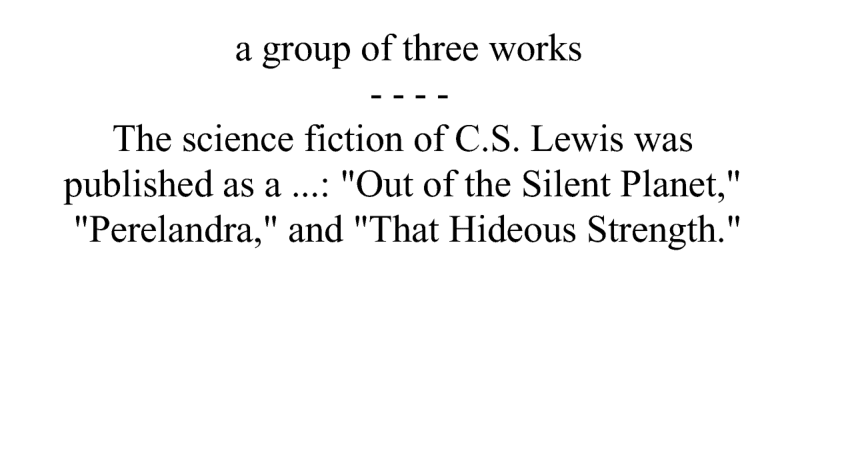 a group of three works
- - - -
The science fiction of C.S. Lewis was
published as a ...: "Out of the Silent Planet,"
"Perelandra," and "That Hideous Strength."